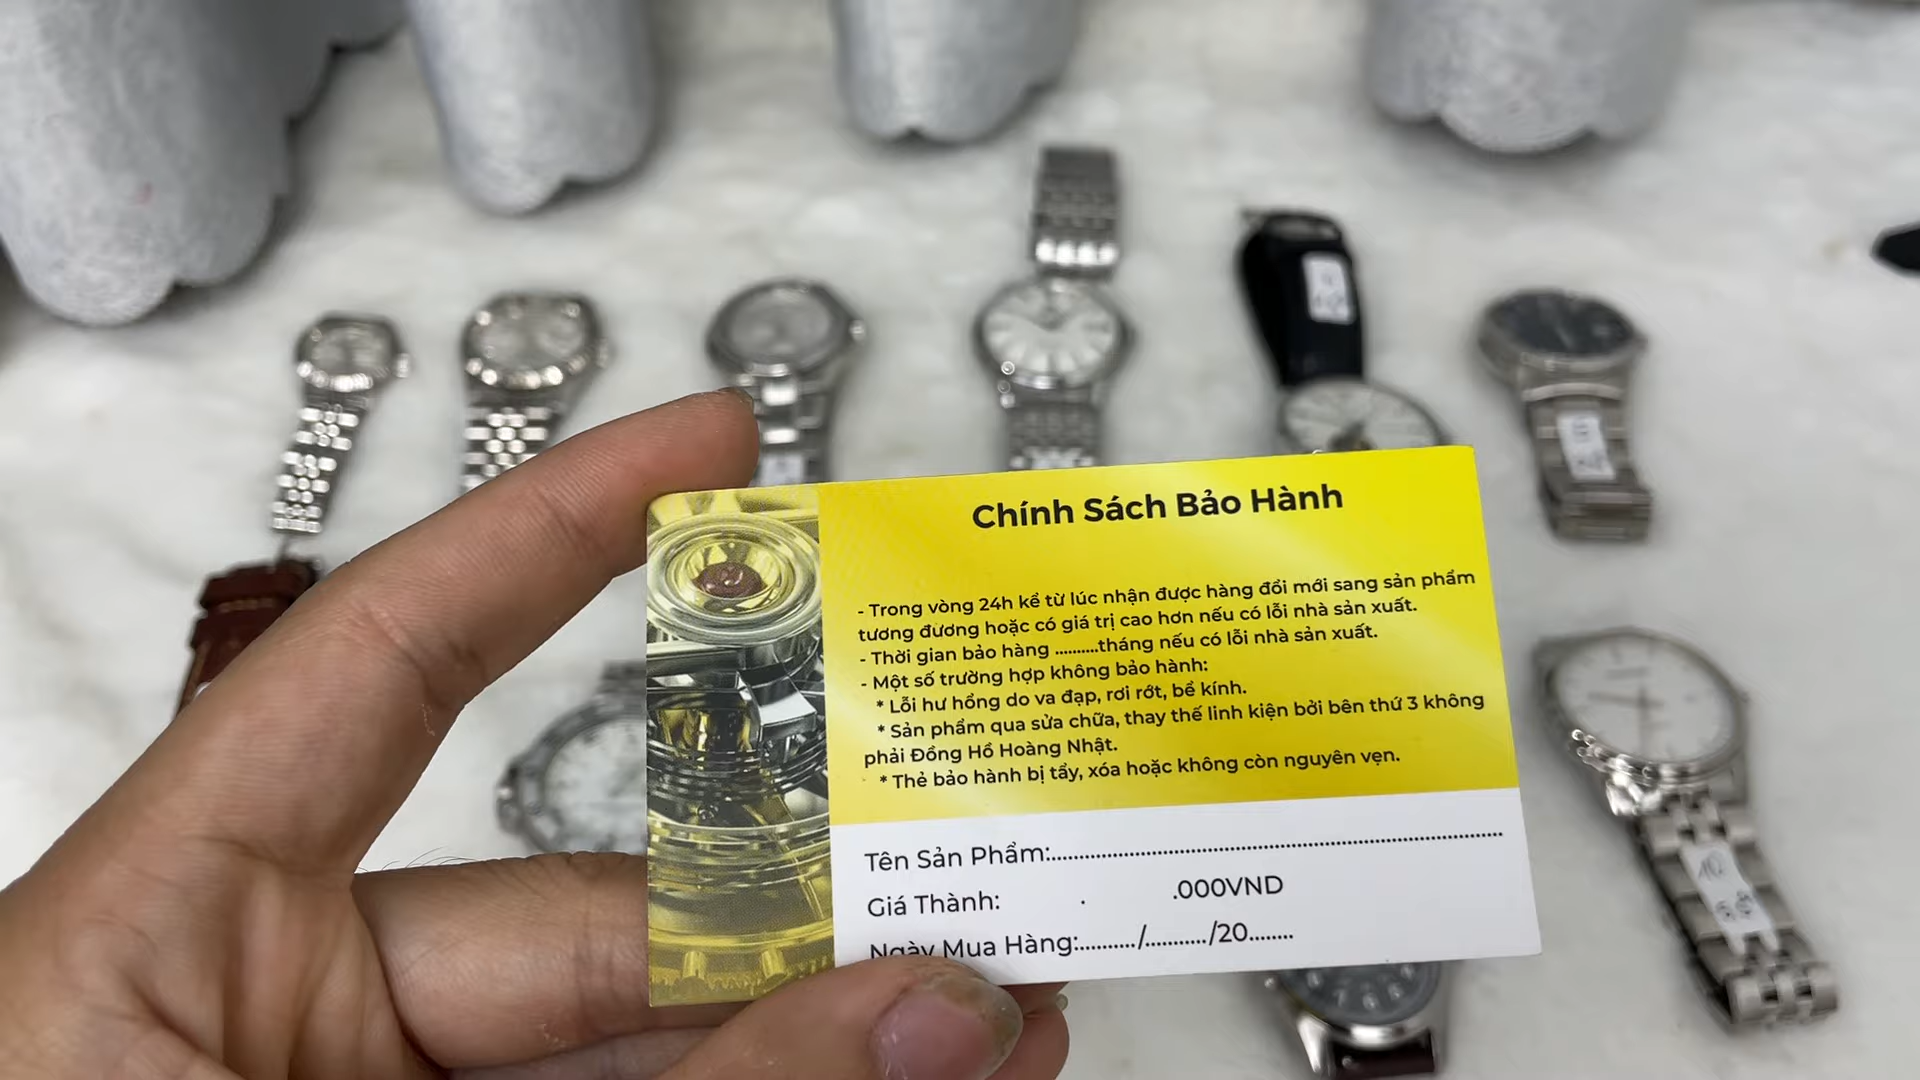 Chính Sách Bảo Hành
- Trong vòng 24h kể từ lúc nhận được hàng đổi mới sang sản phẩm
tương đương hoặc có giá trị cao hơn nếu có lỗi nhà sản xuất.
- Thời gian bảo hàng ..........tháng nếu có lỗi nhà sản xuất.
- Một số trường hợp không bảo hành:
* Lỗi hư hồng do va đạp, rơi rớt, bể kính.
* Sản phẩm qua sửa chữa, thay thế linh kiện bởi bên thứ 3 không
phải Đồng Hồ Hoàng Nhật.
* Thẻ bảo hành bị tẩy, xóa hoặc không còn nguyên vẹn.
Tên Sản Phẩm:................................................................................
Giá Thành: . .000VND
Ngày Mua Hàng:........../.........../20........